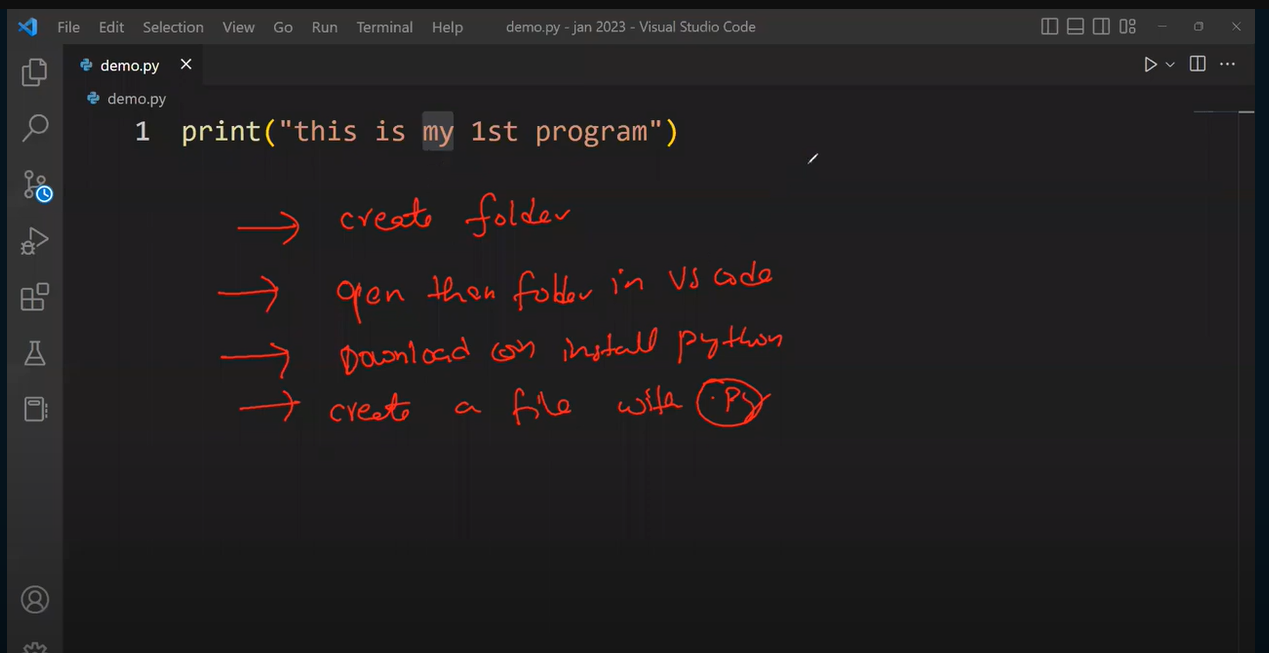 File Edit Selection View Go Run Terminal Help demo.py - jan 2023 - Visual Studio Code
demo.py
demo.py
1 print("this is my 1st program")
create folder
open then folder in VS code
Download install python
create a file with .Py